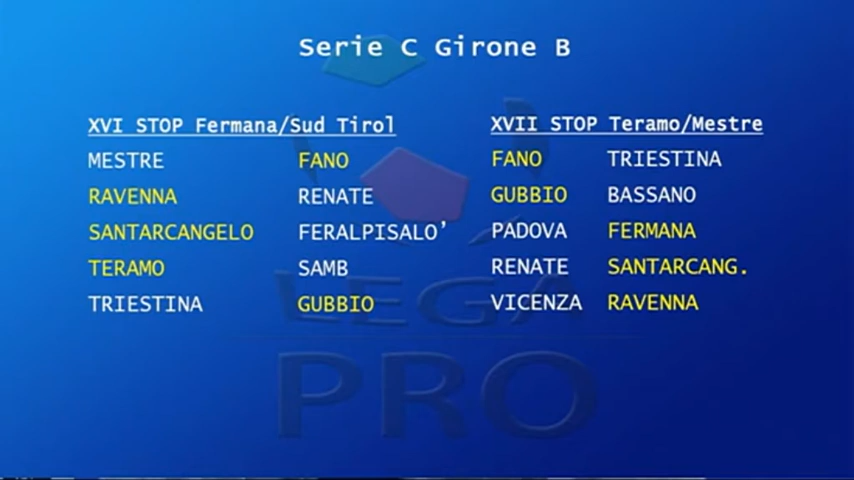 Serie C Girone B
XVI STOP Fermana/Sud Tirol
MESTRE FANO
RAVENNA RENATE
SANTARCANGELO FERALPISALO’
TERAMO SAMB
TRIESTINA GUBBIO
XVII STOP Teramo/Mestre
FANO TRIESTINA
GUBBIO BASSANO
PADOVA FERMANA
RENATE SANTARCANG.
VICENZA RAVENNA
LEGA
PRO